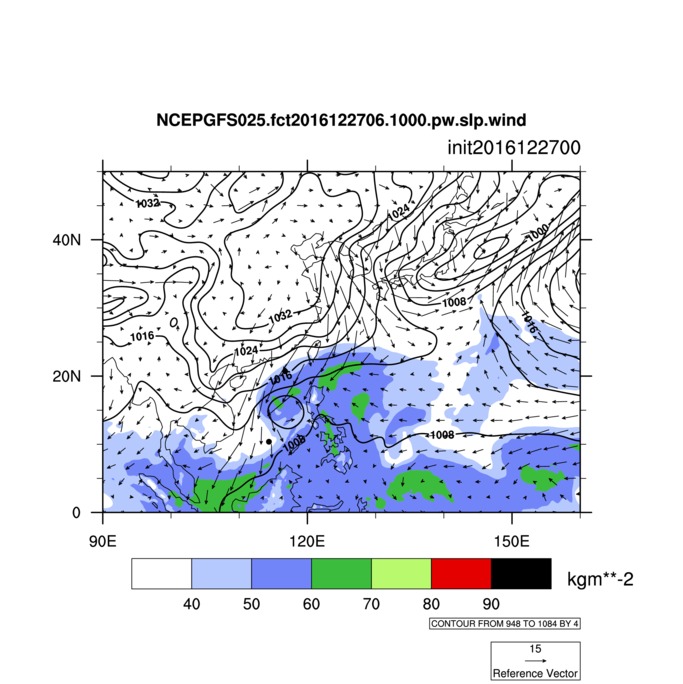 NCEPGFS025.fct2016122706.1000.pw.slp.wind
init2016122700
1032
1024
1000
40N
1008
1032
1016
1016
1024
1016
20N
1008
1008
0
90E 120E 150E
40 50 60 70 80 90
kgm**-2
CONTOUR FROM 948 TO 1084 BY 4
15
Reference Vector